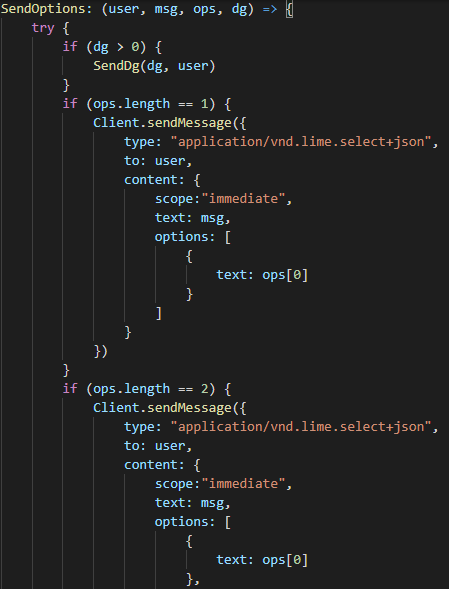 SendOptions: (user, msg, ops, dg) => {
    try {
        if (dg > 0) {
            SendDg(dg, user)
        }
        if (ops.length == 1) {
            Client.sendMessage({
                type: "application/vnd.lime.select+json",
                to: user,
                content: {
                    scope:"immediate",
                    text: msg,
                    options: [
                        {
                            text: ops[0]
                        }
                    ]
                }
            })
        }
        if (ops.length == 2) {
            Client.sendMessage({
                type: "application/vnd.lime.select+json",
                to: user,
                content: {
                    scope:"immediate",
                    text: msg,
                    options: [
                        {
                            text: ops[0]
                        },